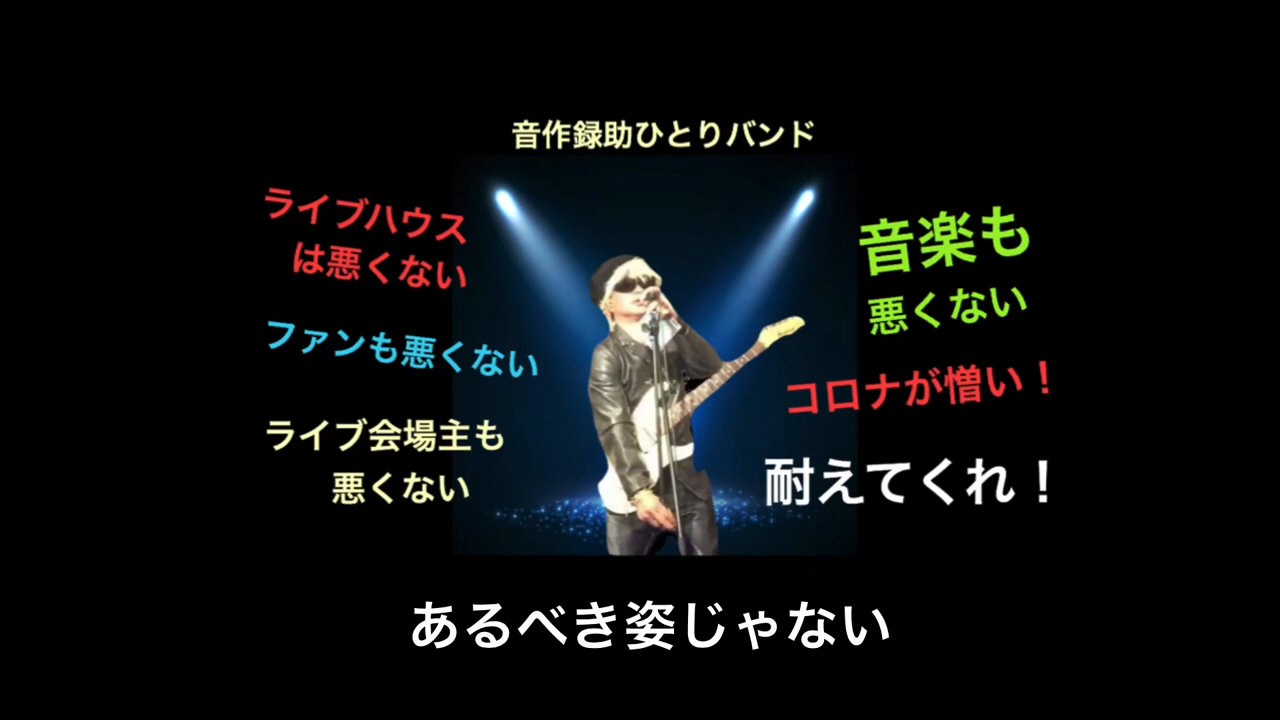 音作録助ひとりバンド
ライブハウス
は悪くない
ファンも悪くない
ライブ会場主も
悪くない
音楽も
悪くない
コロナが憎い！
耐えてくれ！
あるべき姿じゃない